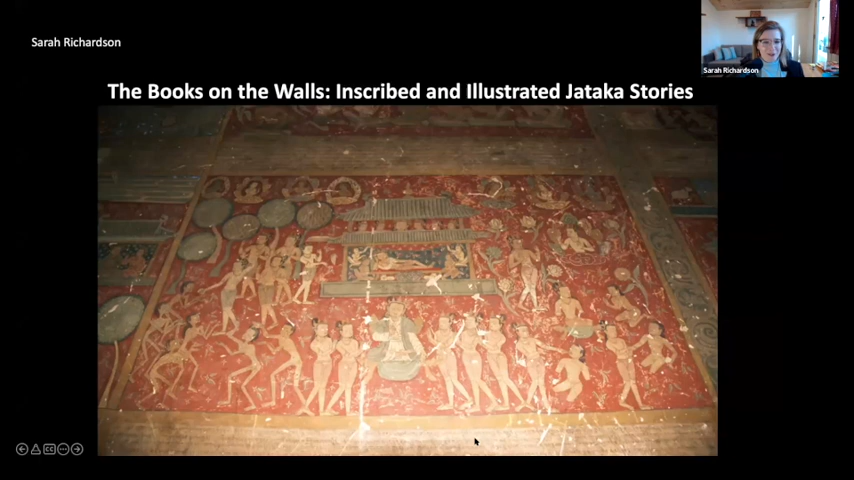 Sarah Richardson
Sarah Richardson
The Books on the Walls: Inscribed and Illustrated Jataka Stories